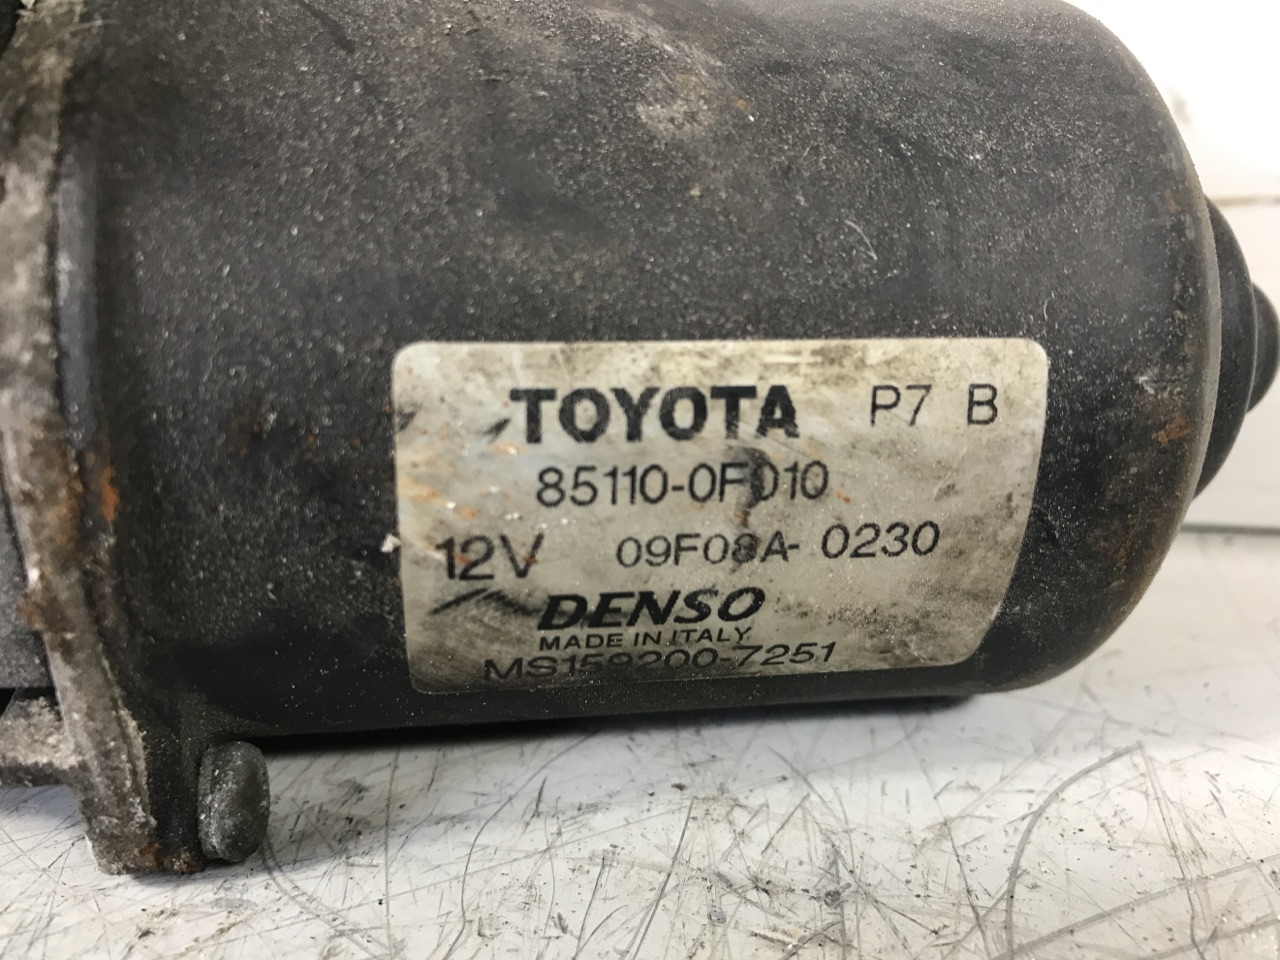 TOYOTA P7 B
85110-0F010
12V 09F08A-0230
DENSO
MADE IN ITALY
MS159200-7251